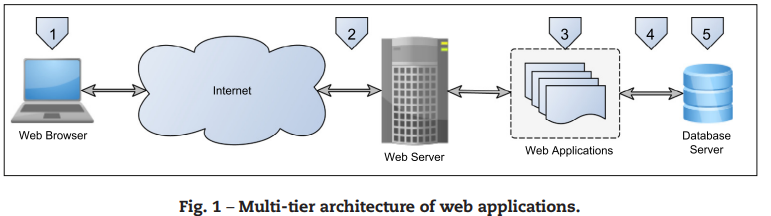 1
2
3
4
5
Internet
Web Browser
Web Server
Web Applications
Database
Server
Fig. 1 – Multi-tier architecture of web applications.